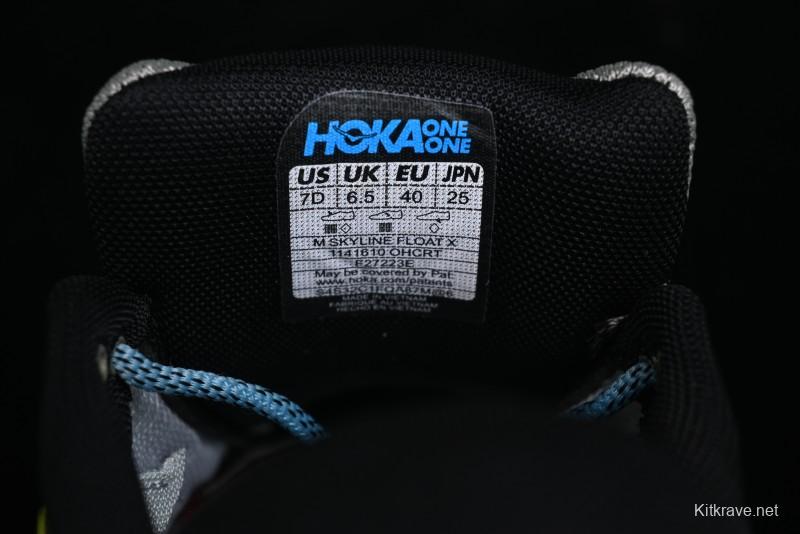 HOKA ONE ONE
US UK EU JPN
7D 6.5 40 25
M SKYLINE FLOAT X
1141610 OHCRT
E27223E
May be covered by Pat.
www.hoka.com/patents
MADE IN VIETNAM
FABRIQUÉ AU VIETNAM
HECHO EN VIETNAM
Kitkrave.net